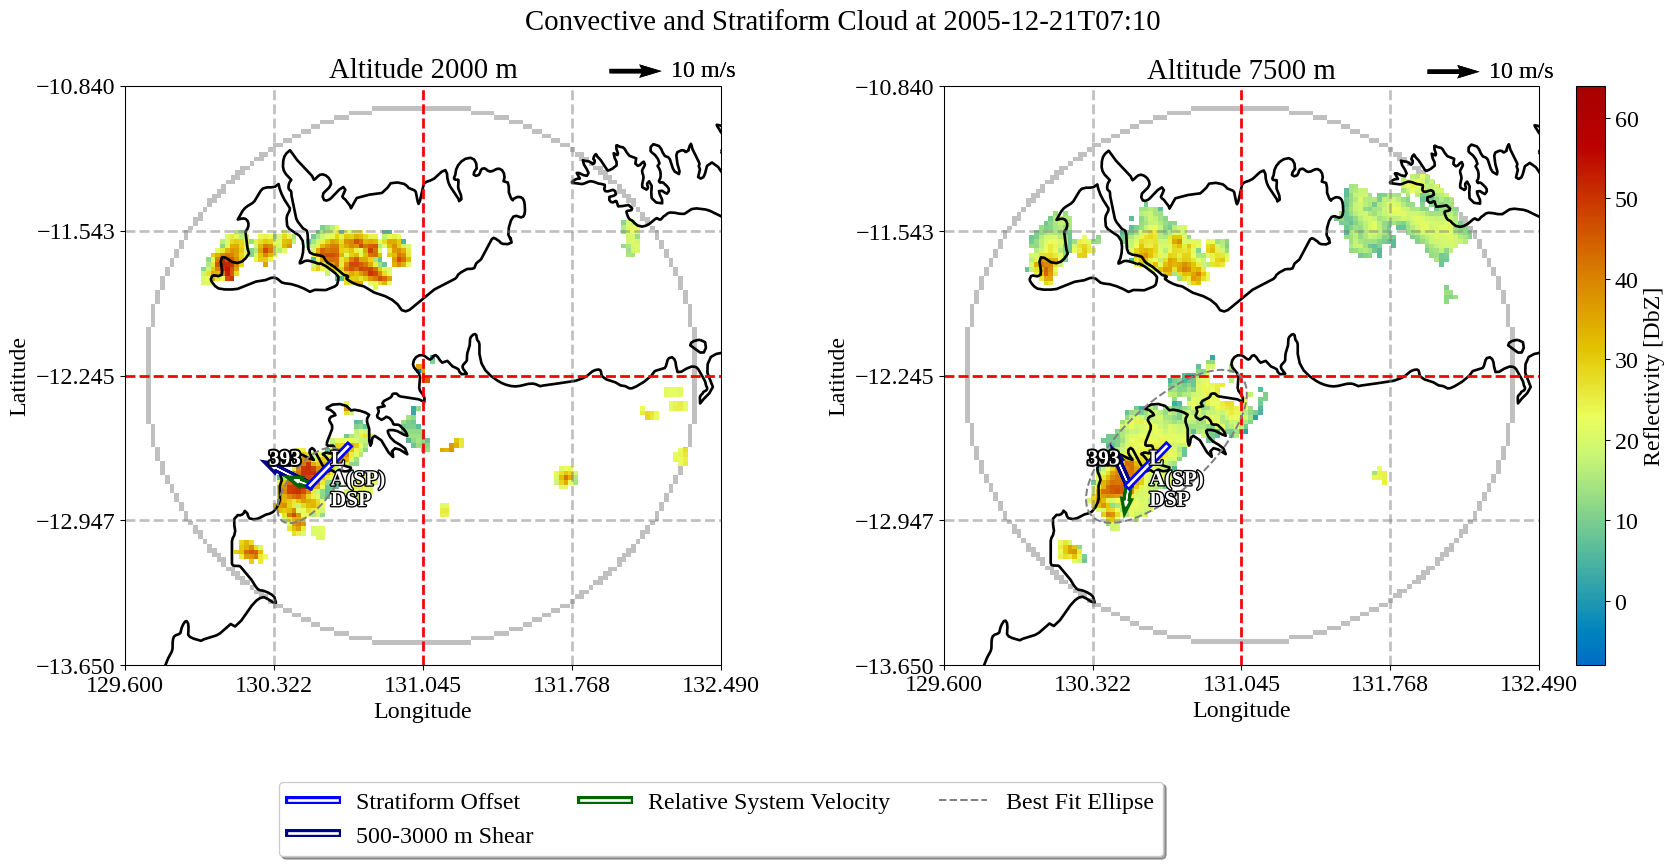 Convective and Stratiform Cloud at 2005-12-21T07:10
Altitude 2000 m
10 m/s
−10.840
−11.543
−12.245
−12.947
−13.650
129.600
130.322
131.045
131.768
132.490
Latitude
Longitude
393
L
A(SP)
DSP
Altitude 7500 m
10 m/s
−10.840
−11.543
−12.245
−12.947
−13.650
129.600
130.322
131.045
131.768
132.490
Latitude
Longitude
393
L
A(SP)
DSP
60
50
40
30
20
10
0
Reflectivity [DbZ]
Stratiform Offset
500-3000 m Shear
Relative System Velocity
Best Fit Ellipse